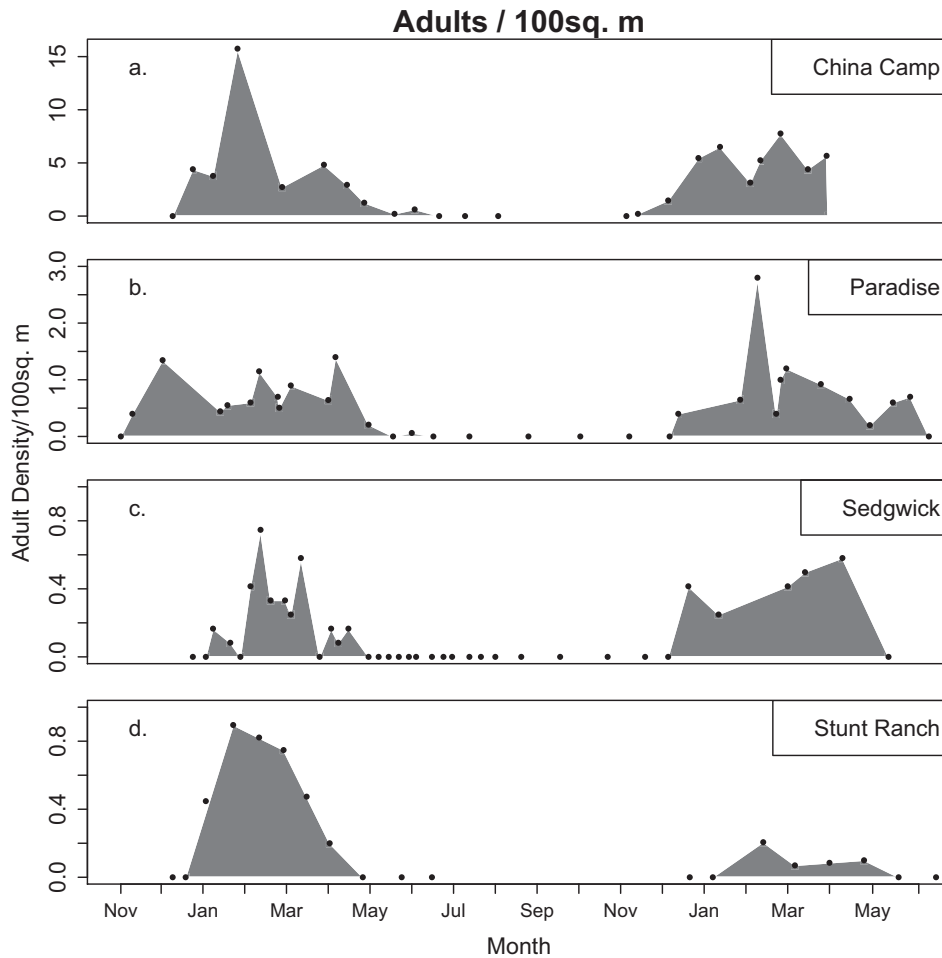 Adults / 100sq. m
a.
China Camp
15
10
5
0
b.
Paradise
3.0
2.0
1.0
0.0
Adult Density/100sq. m
c.
Sedgwick
0.8
0.4
0.0
d.
Stunt Ranch
0.8
0.4
0.0
Nov Jan Mar May Jul Sep Nov Jan Mar May
Month